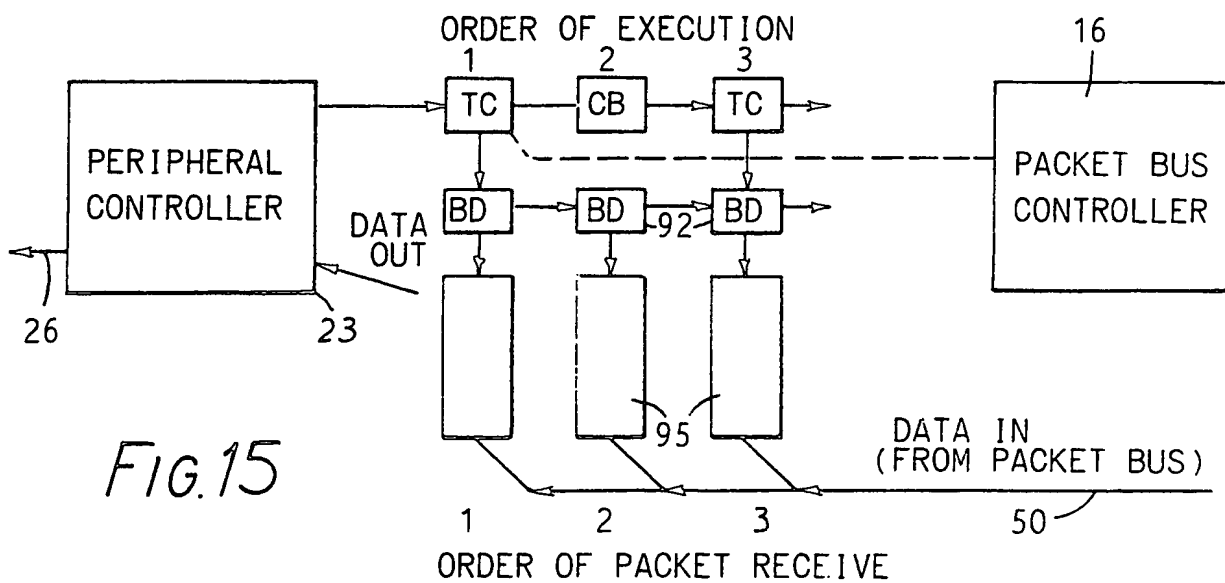 ORDER OF EXECUTION
1 2 3
16
TC CB TC
PERIPHERAL
CONTROLLER
PACKET BUS
CONTROLLER
BD BD 92 BD
DATA
OUT
26
23
95
DATA IN
(FROM PACKET BUS)
50
FIG. 15
1 2 3
ORDER OF PACKET RECEIVE